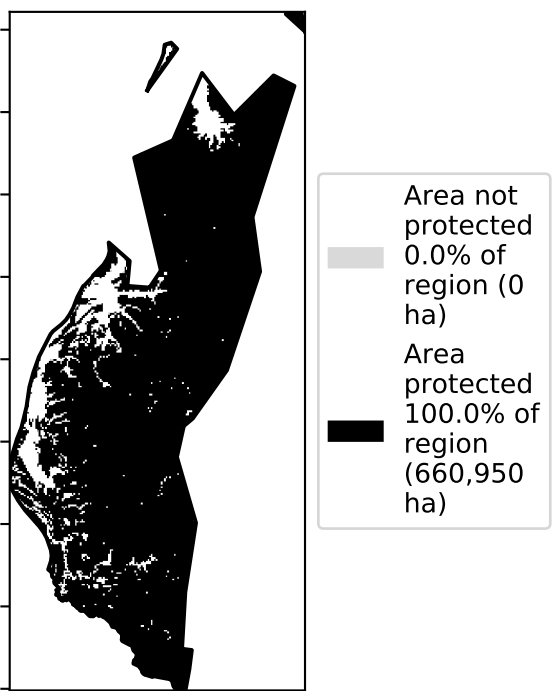 Area not
protected
0.0% of
region (0
ha)
Area
protected
100.0% of
region
(660,950
ha)